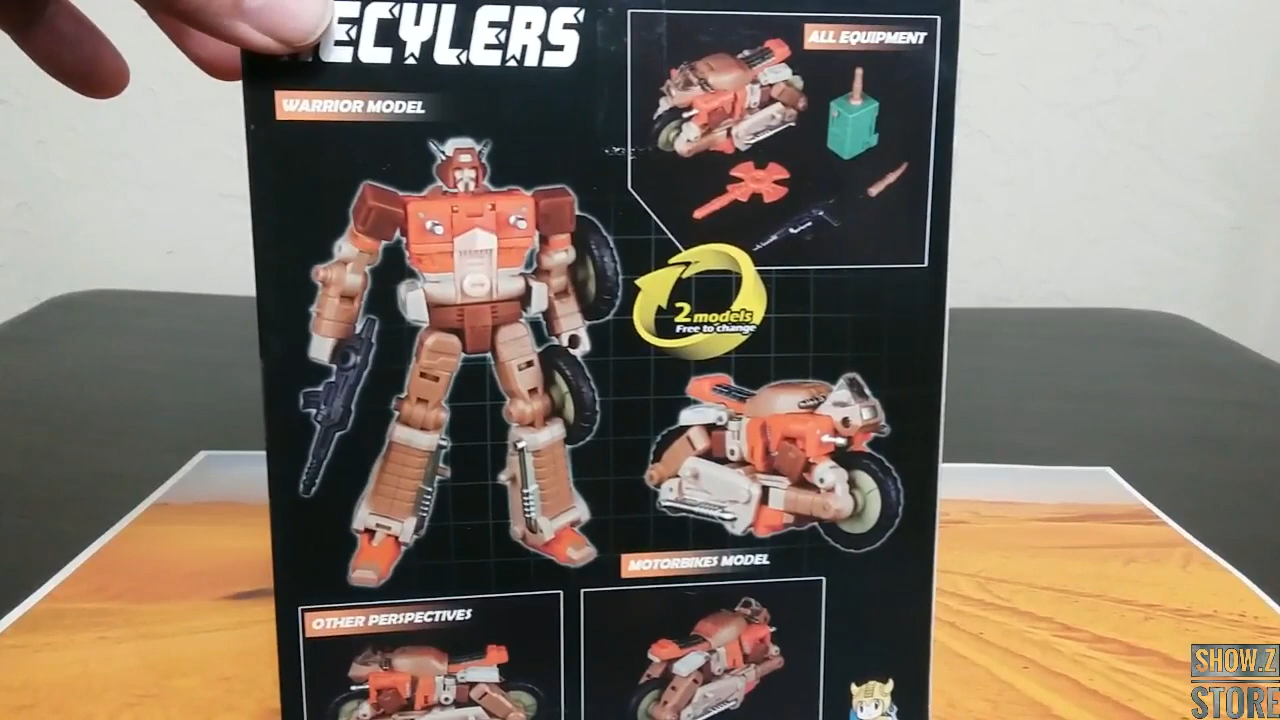 ECYLERS
WARRIOR MODEL
ALL EQUIPMENT
2 models
Free to change
MOTORBIKES MODEL
OTHER PERSPECTIVES
SHOW.Z
STORE